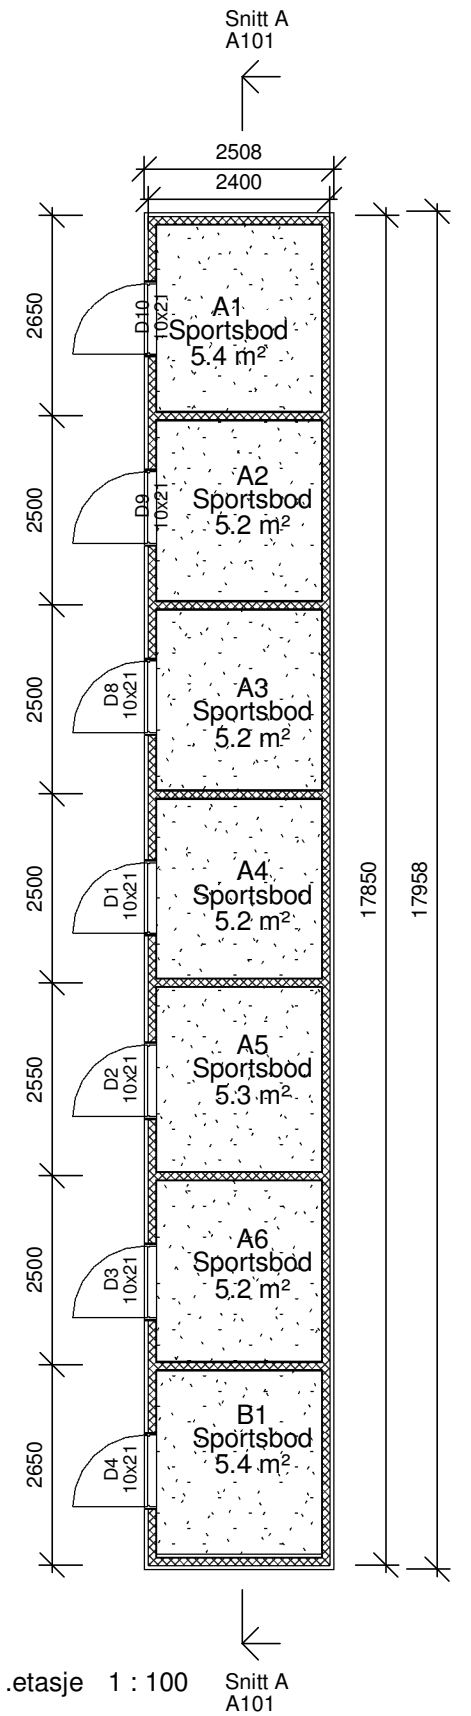 Snitt A
A101
2508
2400
2650
D10
10x21
A1
Sportsbod
5.4 m²
2500
D9
10x21
A2
Sportsbod
5.2 m²
2500
D8
10x21
A3
Sportsbod
5.2 m²
2500
D1
10x21
A4
Sportsbod
5.2 m²
17850
17958
2550
D2
10x21
A5
Sportsbod
5.3 m²
2500
D3
10x21
A6
Sportsbod
5.2 m²
2650
D4
10x21
B1
Sportsbod
5.4 m²
.etasje 1 : 100
Snitt A
A101